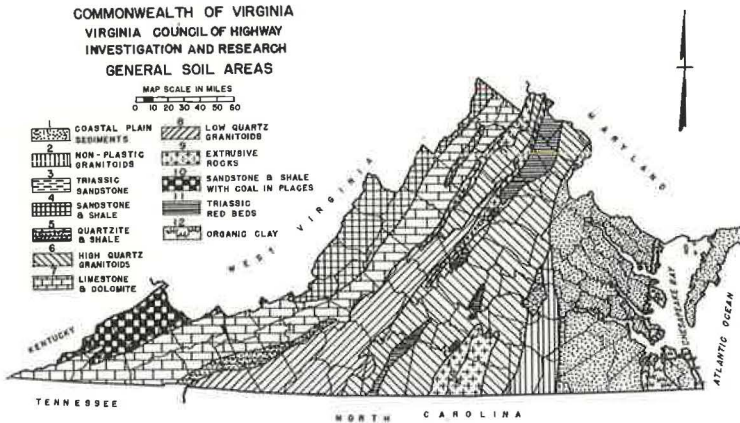 COMMONWEALTH OF VIRGINIA
VIRGINIA COUNCIL OF HIGHWAY
INVESTIGATION AND RESEARCH
GENERAL SOIL AREAS
MAP SCALE IN MILES
0 10 20 30 40 50 60
1 COASTAL PLAIN
SEDIMENTS
2 NON-PLASTIC
GRANITOIDS
3 TRIASSIC
SANDSTONE
4 SANDSTONE
& SHALE
5 QUARTZITE
& SHALE
6 HIGH QUARTZ
GRANITOIDS
7 LIMESTONE
& DOLOMITE
8 LOW QUARTZ
GRANITOIDS
9 EXTRUSIVE
ROCKS
10 SANDSTONE & SHALE
WITH COAL IN PLACES
11 TRIASSIC
RED BEDS
12 ORGANIC CLAY
WEST VIRGINIA
MARYLAND
KENTUCKY
CHESAPEAKE BAY
ATLANTIC OCEAN
TENNESSEE
NORTH CAROLINA